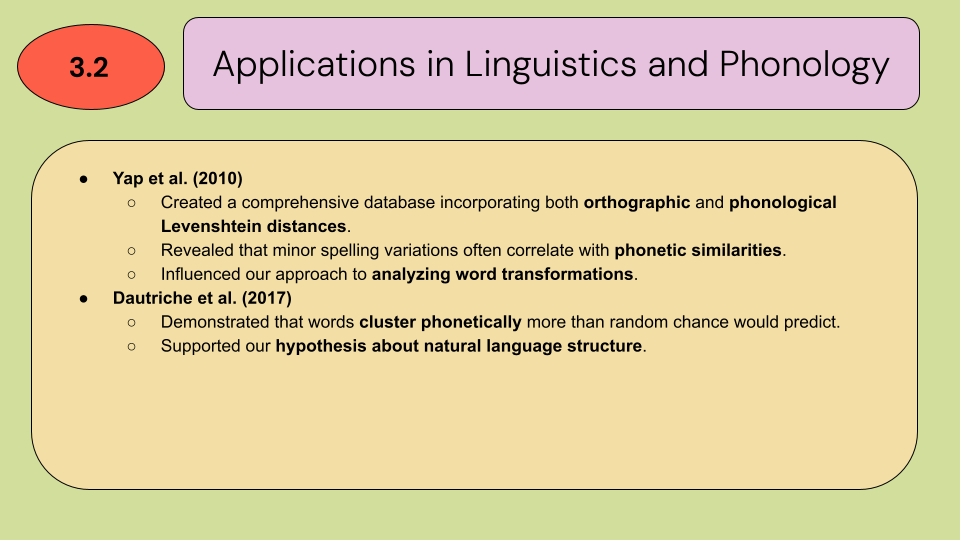 3.2
Applications in Linguistics and Phonology
● Yap et al. (2010)
○ Created a comprehensive database incorporating both orthographic and phonological
Levenshtein distances.
○ Revealed that minor spelling variations often correlate with phonetic similarities.
○ Influenced our approach to analyzing word transformations.
● Dautriche et al. (2017)
○ Demonstrated that words cluster phonetically more than random chance would predict.
○ Supported our hypothesis about natural language structure.